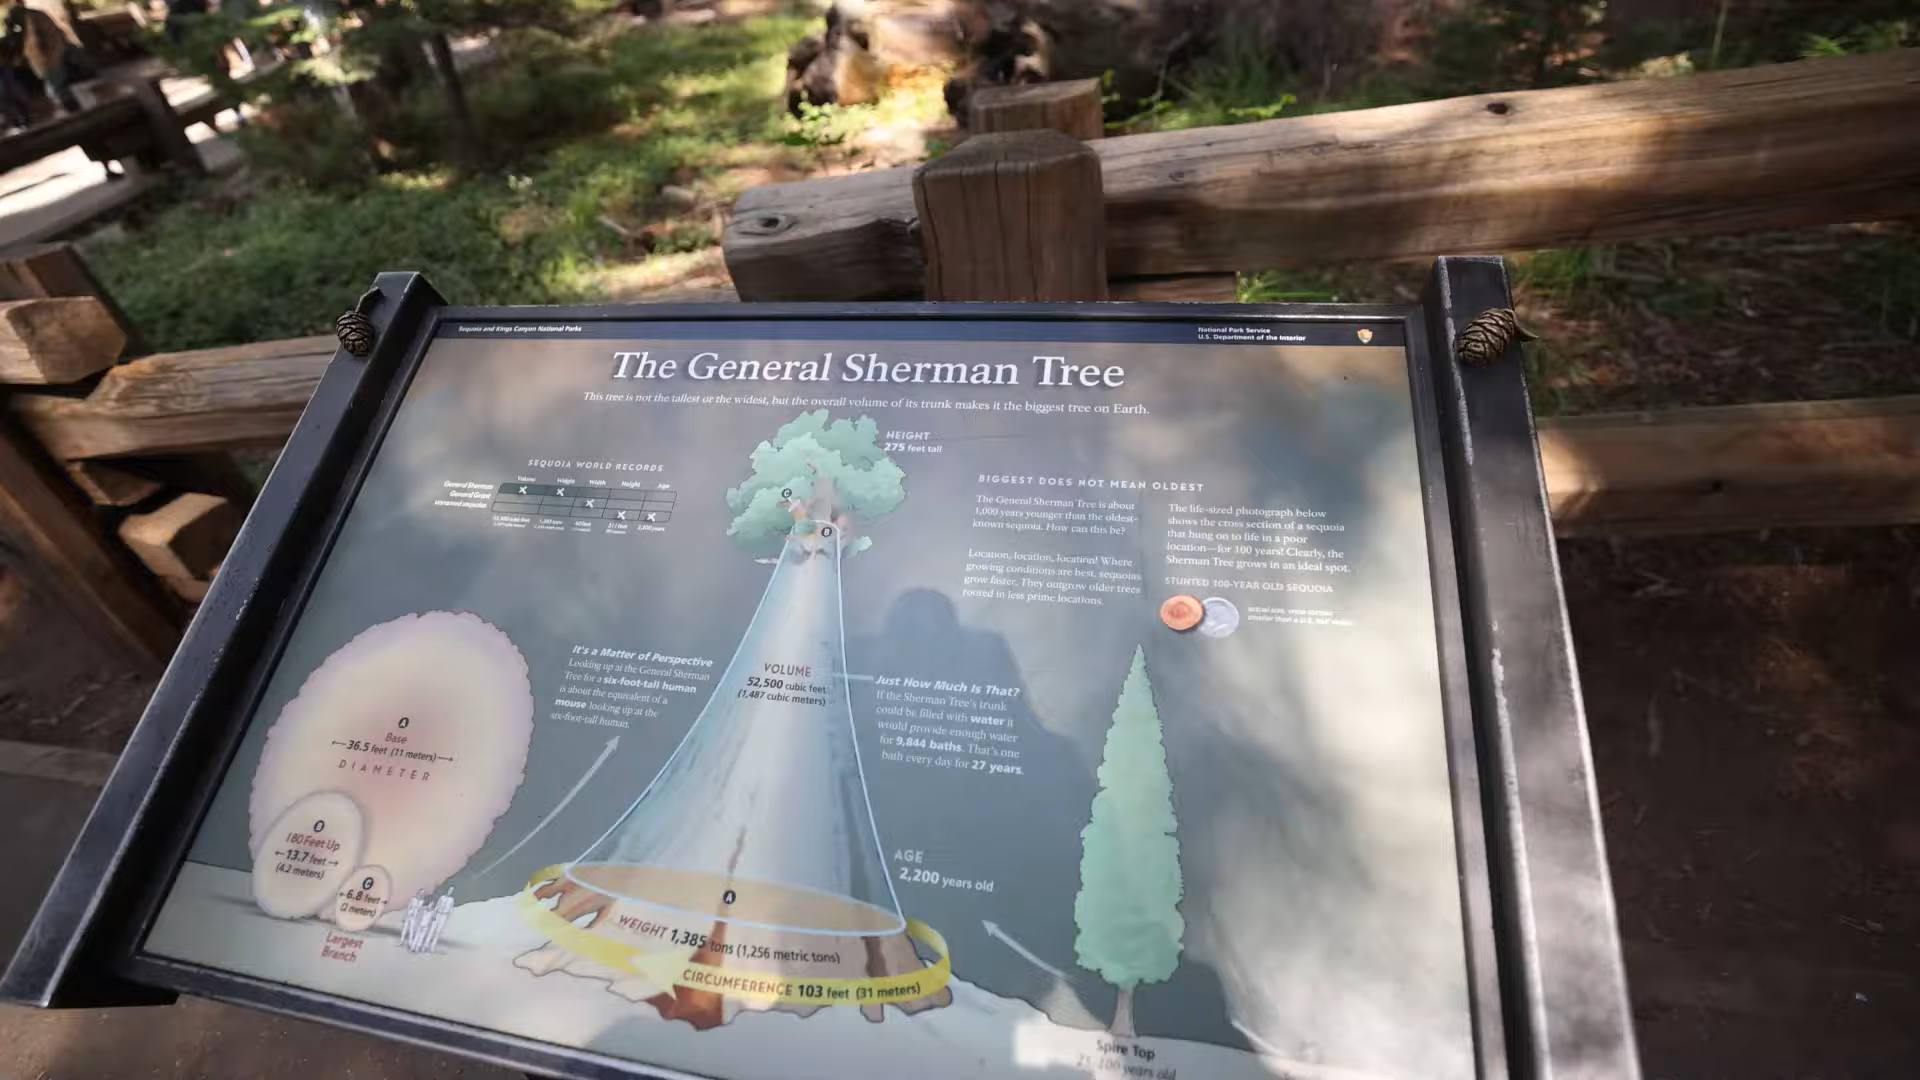 Sequoia and Kings Canyon National Parks
National Park Service
U.S. Department of the Interior
The General Sherman Tree
This tree is not the tallest or the widest, but the overall volume of its trunk makes it the biggest tree on Earth.
HEIGHT
275 feet tall
SEQUOIA WORLD RECORDS
Volume Weight Width Height Age
General Sherman
General Grant
unnamed sequoias
BIGGEST DOES NOT MEAN OLDEST
The General Sherman Tree is about
1,000 years younger than the oldest-
known sequoia. How can this be?
Location, location, location! Where
growing conditions are best, sequoias
grow faster. They outgrow older trees
rooted in less prime locations.
The life-sized photograph below
shows the cross section of a sequoia
that hung on to life in a poor
location—for 100 years! Clearly, the
Sherman Tree grows in an ideal spot.
STUNTED 100-YEAR OLD SEQUOIA
C
B
It's a Matter of Perspective
Looking up at the General Sherman
Tree for a six-foot-tall human
is about the equivalent of a
mouse looking up at the
six-foot-tall human.
VOLUME
52,500 cubic feet
(1,487 cubic meters)
Just How Much Is That?
If the Sherman Tree's trunk
could be filled with water it
would provide enough water
for 9,844 baths. That's one
bath every day for 27 years.
A
Base
36.5 feet (11 meters)
DIAMETER
B
180 Feet Up
13.7 feet
(4.2 meters)
C
6.8 feet
(2 meters)
Largest
Branch
AGE
2,200 years old
A
WEIGHT 1,385 tons (1,256 metric tons)
CIRCUMFERENCE 103 feet (31 meters)
Spire Top
25-100 years old